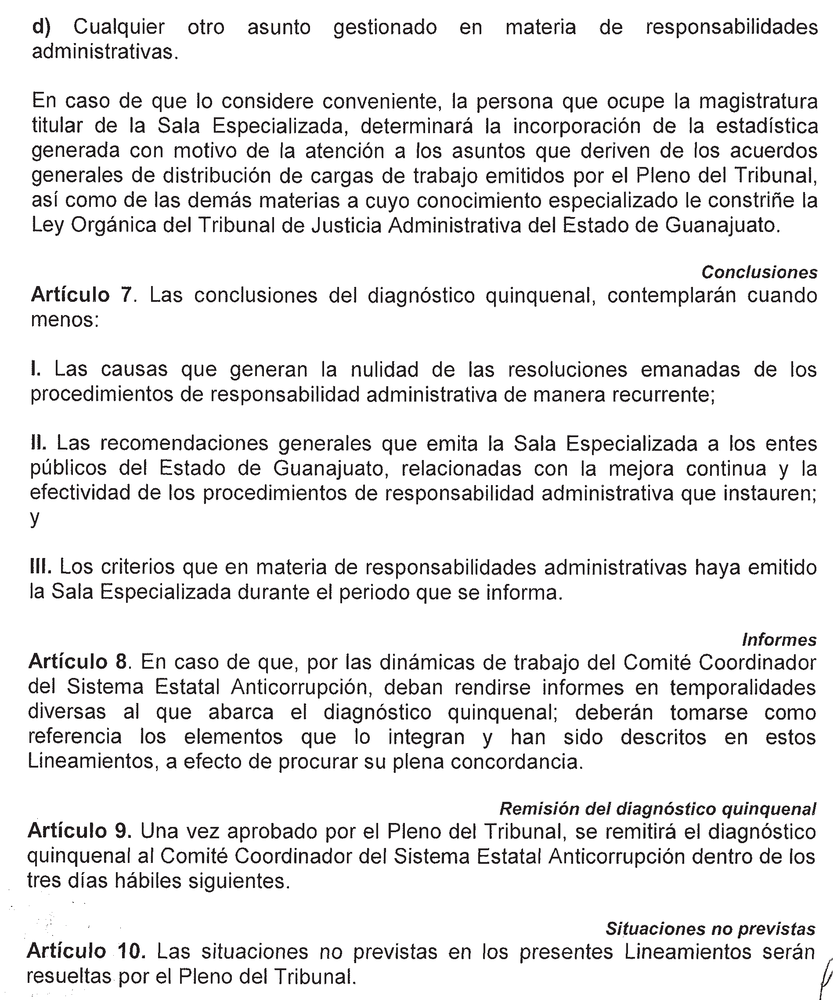 d) Cualquier otro asunto gestionado en materia de responsabilidades
administrativas.
En caso de que lo considere conveniente, la persona que ocupe la magistratura
titular de la Sala Especializada, determinará la incorporación de la estadística
generada con motivo de la atención a los asuntos que deriven de los acuerdos
generales de distribución de cargas de trabajo emitidos por el Pleno del Tribunal,
así como de las demás materias a cuyo conocimiento especializado le constriñe la
Ley Orgánica del Tribunal de Justicia Administrativa del Estado de Guanajuato.
Conclusiones
Artículo 7. Las conclusiones del diagnóstico quinquenal, contemplarán cuando
menos:
I. Las causas que generan la nulidad de las resoluciones emanadas de los
procedimientos de responsabilidad administrativa de manera recurrente;
II. Las recomendaciones generales que emita la Sala Especializada a los entes
públicos del Estado de Guanajuato, relacionadas con la mejora continua y la
efectividad de los procedimientos de responsabilidad administrativa que instauren;
y
III. Los criterios que en materia de responsabilidades administrativas haya emitido
la Sala Especializada durante el periodo que se informa.
Informes
Artículo 8. En caso de que, por las dinámicas de trabajo del Comité Coordinador
del Sistema Estatal Anticorrupción, deban rendirse informes en temporalidades
diversas al que abarca el diagnóstico quinquenal; deberán tomarse como
referencia los elementos que lo integran y han sido descritos en estos
Lineamientos, a efecto de procurar su plena concordancia.
Remisión del diagnóstico quinquenal
Artículo 9. Una vez aprobado por el Pleno del Tribunal, se remitirá el diagnóstico
quinquenal al Comité Coordinador del Sistema Estatal Anticorrupción dentro de los
tres días hábiles siguientes.
Situaciones no previstas
Artículo 10. Las situaciones no previstas en los presentes Lineamientos serán
resueltas por el Pleno del Tribunal.